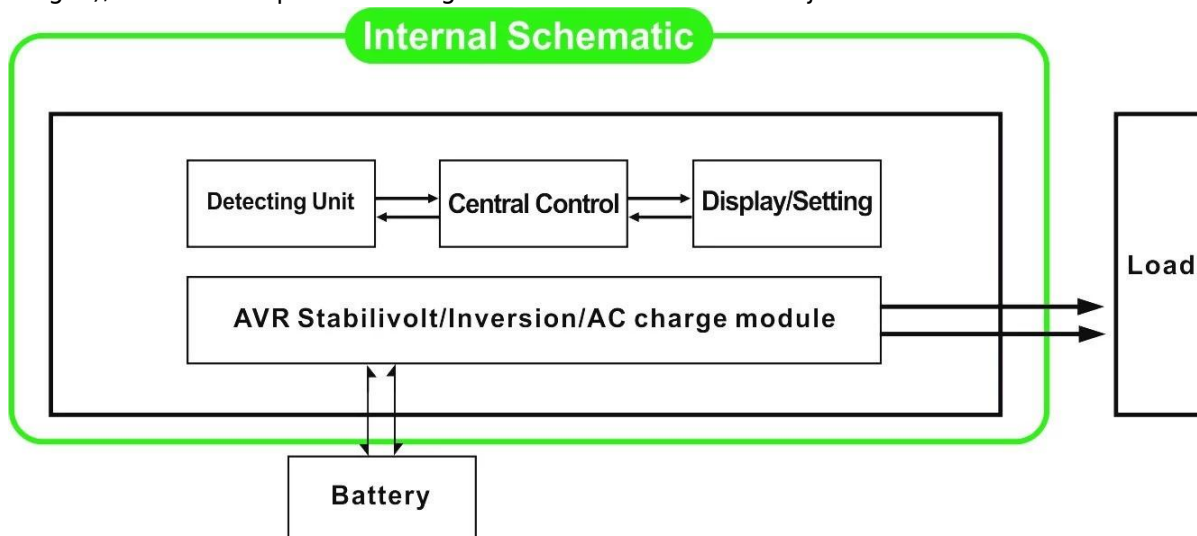 Internal Schematic
Detecting Unit
Central Control
Display/Setting
AVR Stabilivolt/Inversion/AC charge module
Load
Battery